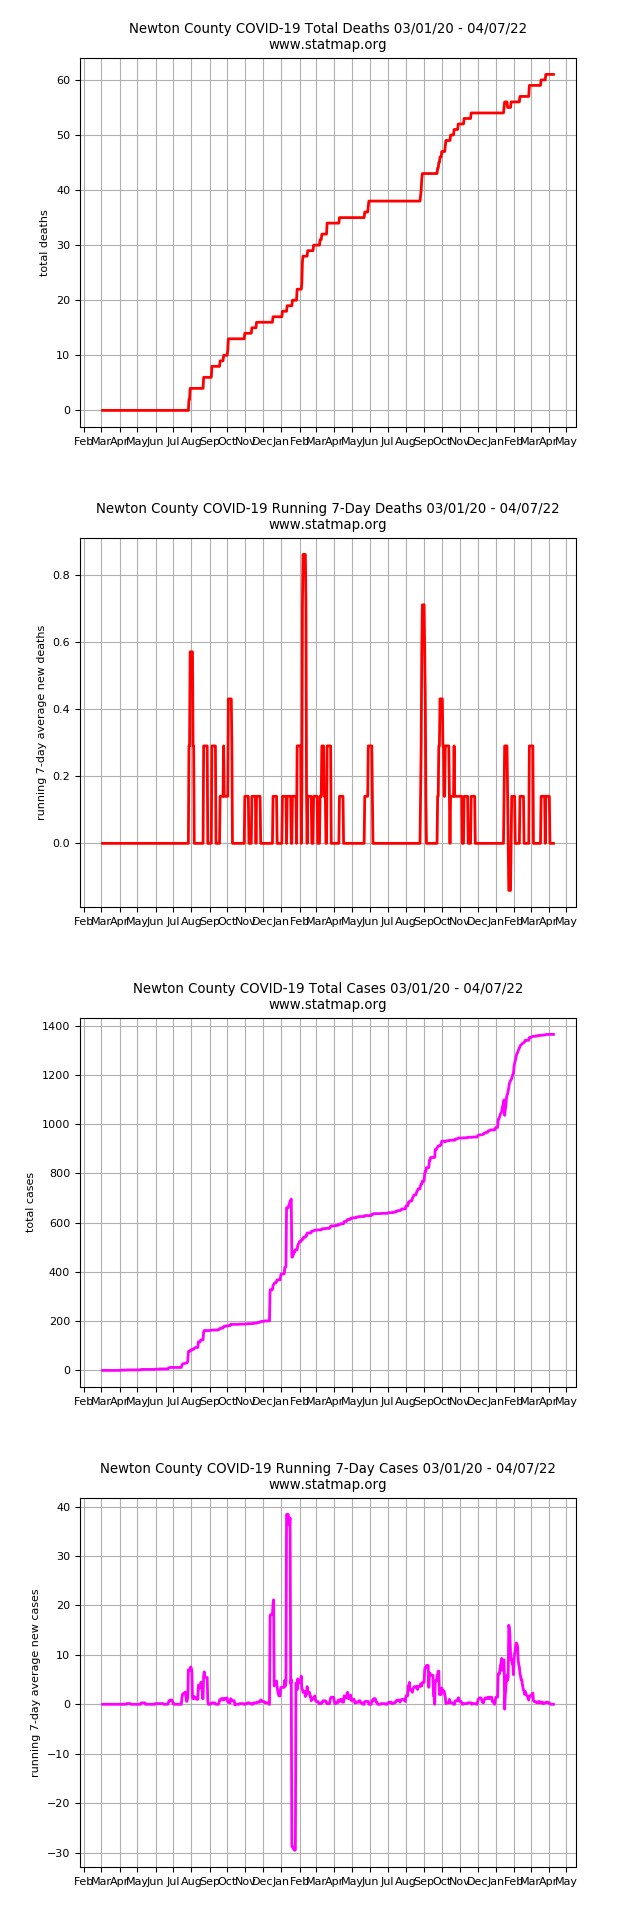 Newton County COVID-19 Total Deaths 03/01/20 - 04/07/22
www.statmap.org
60
50
40
30
20
10
0
total deaths
Feb Mar Apr May Jun Jul Aug Sep Oct Nov Dec Jan Feb Mar Apr May Jun Jul Aug Sep Oct Nov Dec Jan Feb Mar Apr May
Newton County COVID-19 Running 7-Day Deaths 03/01/20 - 04/07/22
www.statmap.org
0.8
0.6
0.4
0.2
0.0
running 7-day average new deaths
Feb Mar Apr May Jun Jul Aug Sep Oct Nov Dec Jan Feb Mar Apr May Jun Jul Aug Sep Oct Nov Dec Jan Feb Mar Apr May
Newton County COVID-19 Total Cases 03/01/20 - 04/07/22
www.statmap.org
1400
1200
1000
800
600
400
200
0
total cases
Feb Mar Apr May Jun Jul Aug Sep Oct Nov Dec Jan Feb Mar Apr May Jun Jul Aug Sep Oct Nov Dec Jan Feb Mar Apr May
Newton County COVID-19 Running 7-Day Cases 03/01/20 - 04/07/22
www.statmap.org
40
30
20
10
0
−10
−20
−30
running 7-day average new cases
Feb Mar Apr May Jun Jul Aug Sep Oct Nov Dec Jan Feb Mar Apr May Jun Jul Aug Sep Oct Nov Dec Jan Feb Mar Apr May